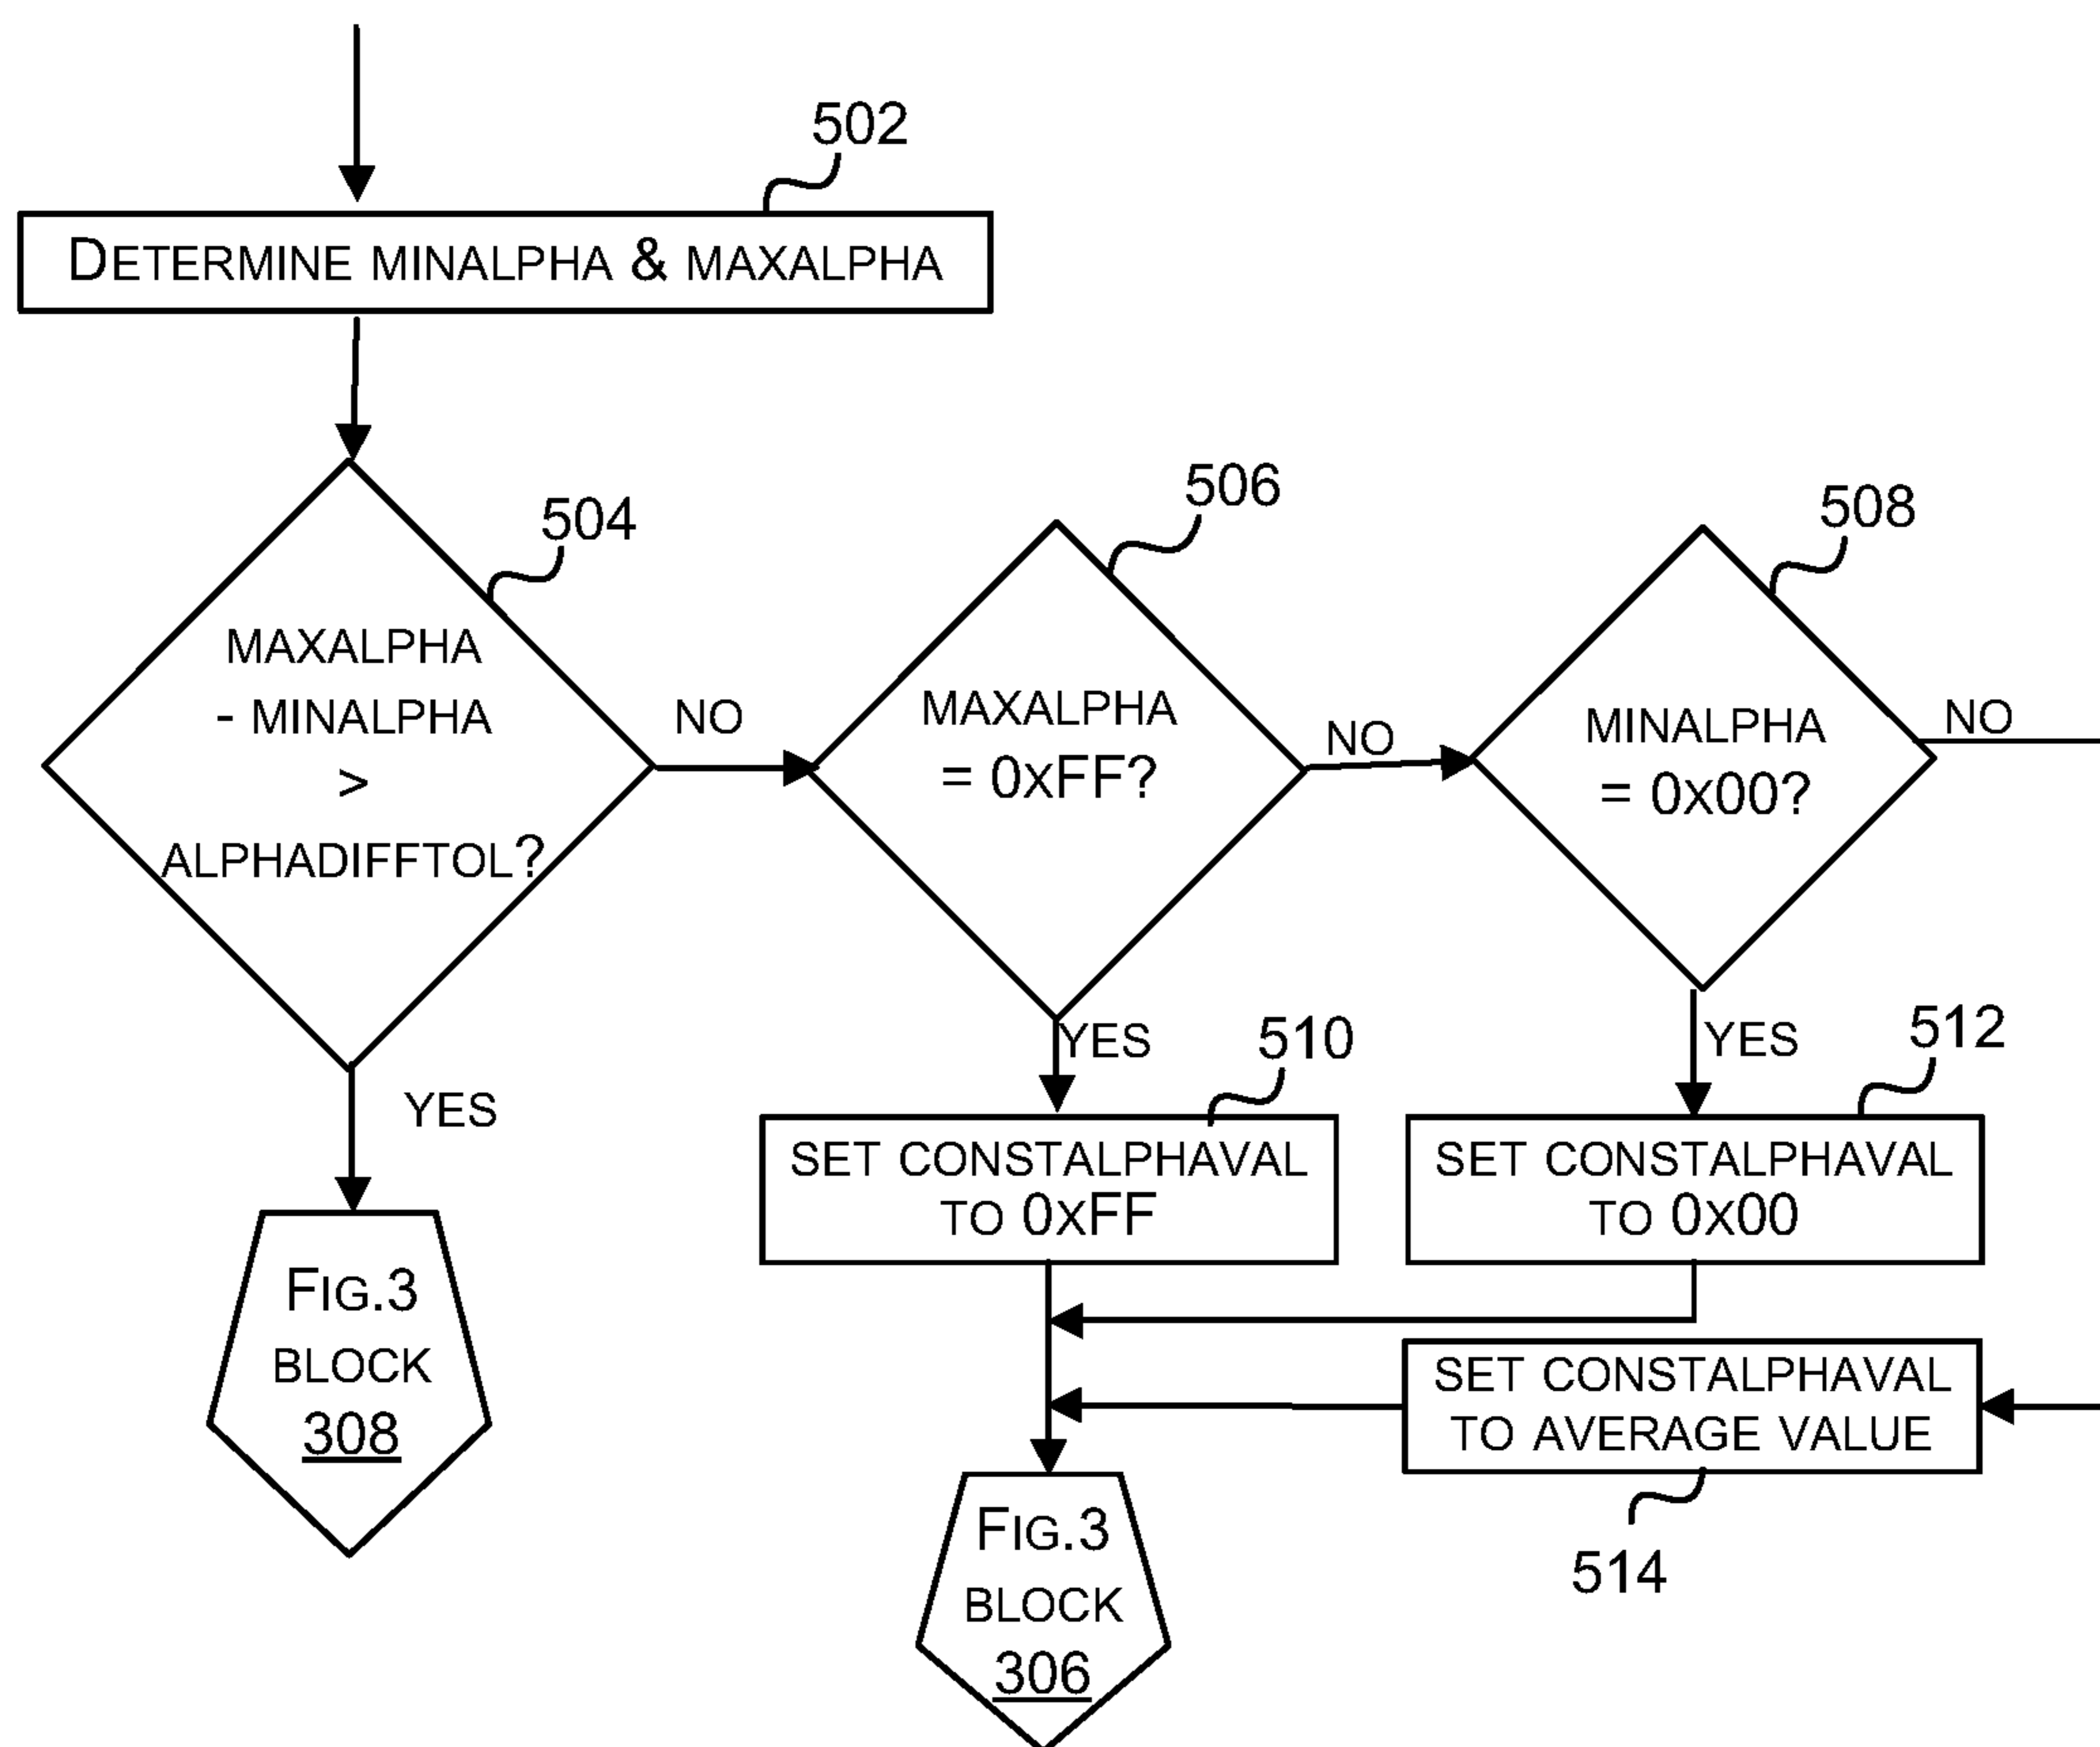 502
DETERMINE MINALPHA & MAXALPHA
504
MAXALPHA
- MINALPHA
>
ALPHADIFFTOL?
NO
YES
506
MAXALPHA
= 0XFF?
NO
YES
508
MINALPHA
= 0X00?
NO
YES
510
SET CONSTALPHAVAL
TO 0XFF
512
SET CONSTALPHAVAL
TO 0X00
SET CONSTALPHAVAL
TO AVERAGE VALUE
514
FIG.3
BLOCK
308
FIG.3
BLOCK
306